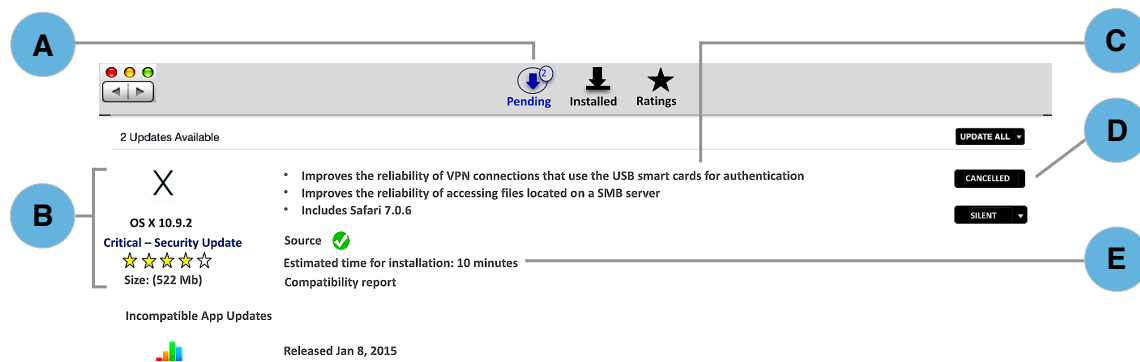 A
C
2
Pending Installed Ratings
D
2 Updates Available
UPDATE ALL
• Improves the reliability of VPN connections that use the USB smart cards for authentication
CANCELLED
• Improves the reliability of accessing files located on a SMB server
B
• Includes Safari 7.0.6
SILENT
OS X 10.9.2
Critical – Security Update
Source
E
Estimated time for installation: 10 minutes
Size: (522 Mb)
Compatibility report
Incompatible App Updates
Released Jan 8, 2015